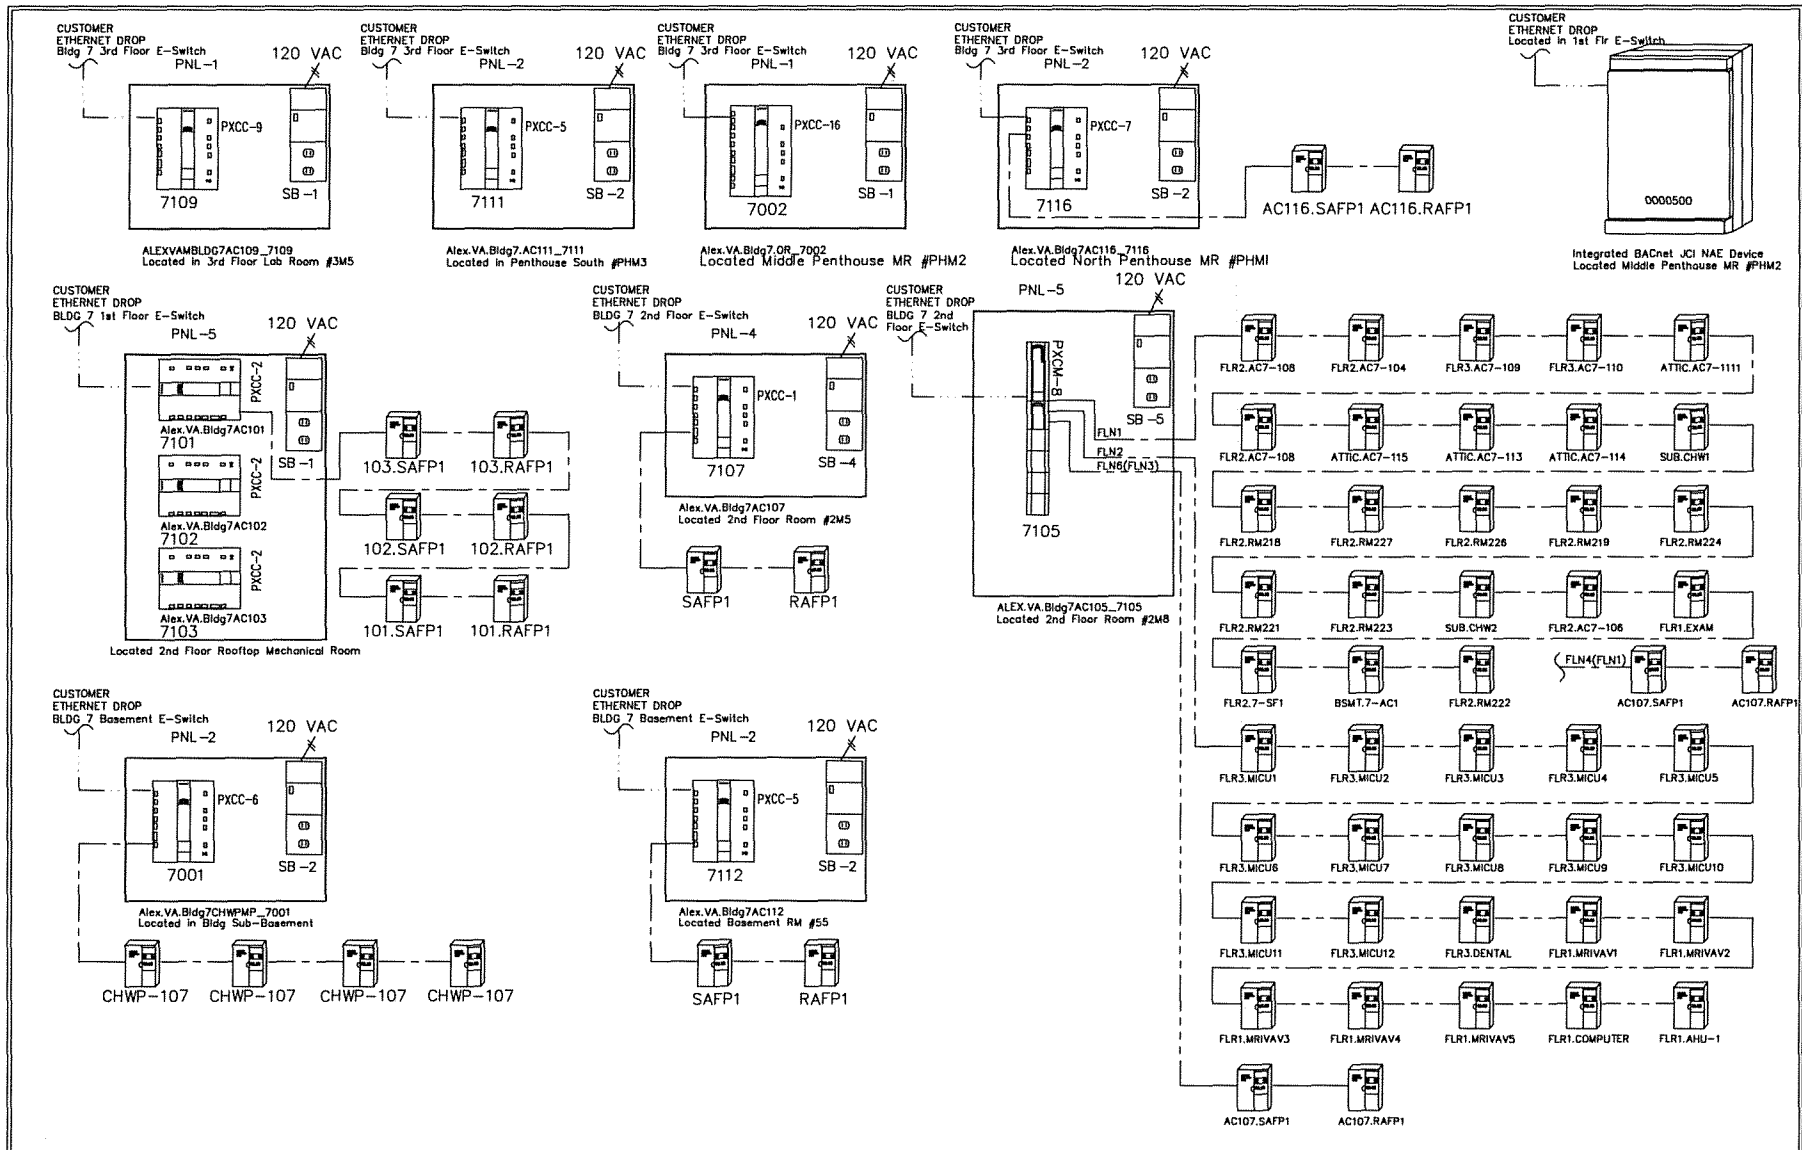 CUSTOMER
ETHERNET DROP
Bldg 7 3rd Floor E-Switch
PNL-1
120 VAC
PXCC-9
7109
SB-1
ALEXVAMBLDG7AC109_7109
Located in 3rd Floor Lab Room #3M5
CUSTOMER
ETHERNET DROP
Bldg 7 3rd Floor E-Switch
PNL-2
120 VAC
PXCC-5
7111
SB-2
Alex.VA.Bldg7.AC111_7111
Located in Penthouse South #PHM3
CUSTOMER
ETHERNET DROP
Bldg 7 3rd Floor E-Switch
PNL-1
120 VAC
PXCC-16
7002
SB-1
Alex.VA.Bldg7.OR_7002
Located Middle Penthouse MR #PHM2
CUSTOMER
ETHERNET DROP
Bldg 7 3rd Floor E-Switch
PNL-2
120 VAC
PXCC-7
7116
SB-2
Alex.VA.Bldg7AC116_7116
Located North Penthouse MR #PHM1
AC116.SAFP1 AC116.RAFP1
CUSTOMER
ETHERNET DROP
Located in 1st Flr E-Switch
0000500
Integrated BACnet JCI NAE Device
Located Middle Penthouse MR #PHM2
CUSTOMER
ETHERNET DROP
BLDG 7 1st Floor E-Switch
PNL-5
120 VAC
PXCC-2
Alex.VA.Bldg7AC101
7101
PXCC-2
Alex.VA.Bldg7AC102
7102
PXCC-2
Alex.VA.Bldg7AC103
7103
SB-1
Located 2nd Floor Rooftop Mechanical Room
103.SAFP1 103.RAFP1
102.SAFP1 102.RAFP1
101.SAFP1 101.RAFP1
CUSTOMER
ETHERNET DROP
BLDG 7 2nd Floor E-Switch
PNL-4
120 VAC
PXCC-1
7107
SB-4
Alex.VA.Bldg7AC107
Located 2nd Floor Room #2M5
SAFP1 RAFP1
CUSTOMER
ETHERNET DROP
BLDG 7 2nd
Floor E-Switch
PNL-5
120 VAC
PXCM-8
SB-5
FLN1
FLN2
FLN6(FLN3)
7105
ALEX.VA.Bldg7AC105_7105
Located 2nd Floor Room #2M8
FLR2.AC7-108 FLR2.AC7-104 FLR3.AC7-109 FLR3.AC7-110 ATTIC.AC7-1111
FLR2.AC7-108 ATTIC.AC7-115 ATTIC.AC7-113 ATTIC.AC7-114 SUB.CHW1
FLR2.RM218 FLR2.RM227 FLR2.RM226 FLR2.RM219 FLR2.RM224
FLR2.RM221 FLR2.RM223 SUB.CHW2 FLR2.AC7-106 FLR1.EXAM
FLN4(FLN1)
FLR2.7-SF1 BSMT.7-AC1 FLR2.RM222 AC107.SAFP1 AC107.RAFP1
FLR3.MICU1 FLR3.MICU2 FLR3.MICU3 FLR3.MICU4 FLR3.MICU5
FLR3.MICU6 FLR3.MICU7 FLR3.MICU8 FLR3.MICU9 FLR3.MICU10
FLR3.MICU11 FLR3.MICU12 FLR3.DENTAL FLR1.MRIVAV1 FLR1.MRIVAV2
FLR1.MRIVAV3 FLR1.MRIVAV4 FLR1.MRIVAV5 FLR1.COMPUTER FLR1.AHU-1
AC107.SAFP1 AC107.RAFP1
CUSTOMER
ETHERNET DROP
BLDG 7 Basement E-Switch
PNL-2
120 VAC
PXCC-6
7001
SB-2
Alex.VA.Bldg7CHWPMP_7001
Located in Bldg Sub-Basement
CHWP-107 CHWP-107 CHWP-107 CHWP-107
CUSTOMER
ETHERNET DROP
BLDG 7 Basement E-Switch
PNL-2
120 VAC
PXCC-5
7112
SB-2
Alex.VA.Bldg7AC112
Located Basement RM #55
SAFP1 RAFP1